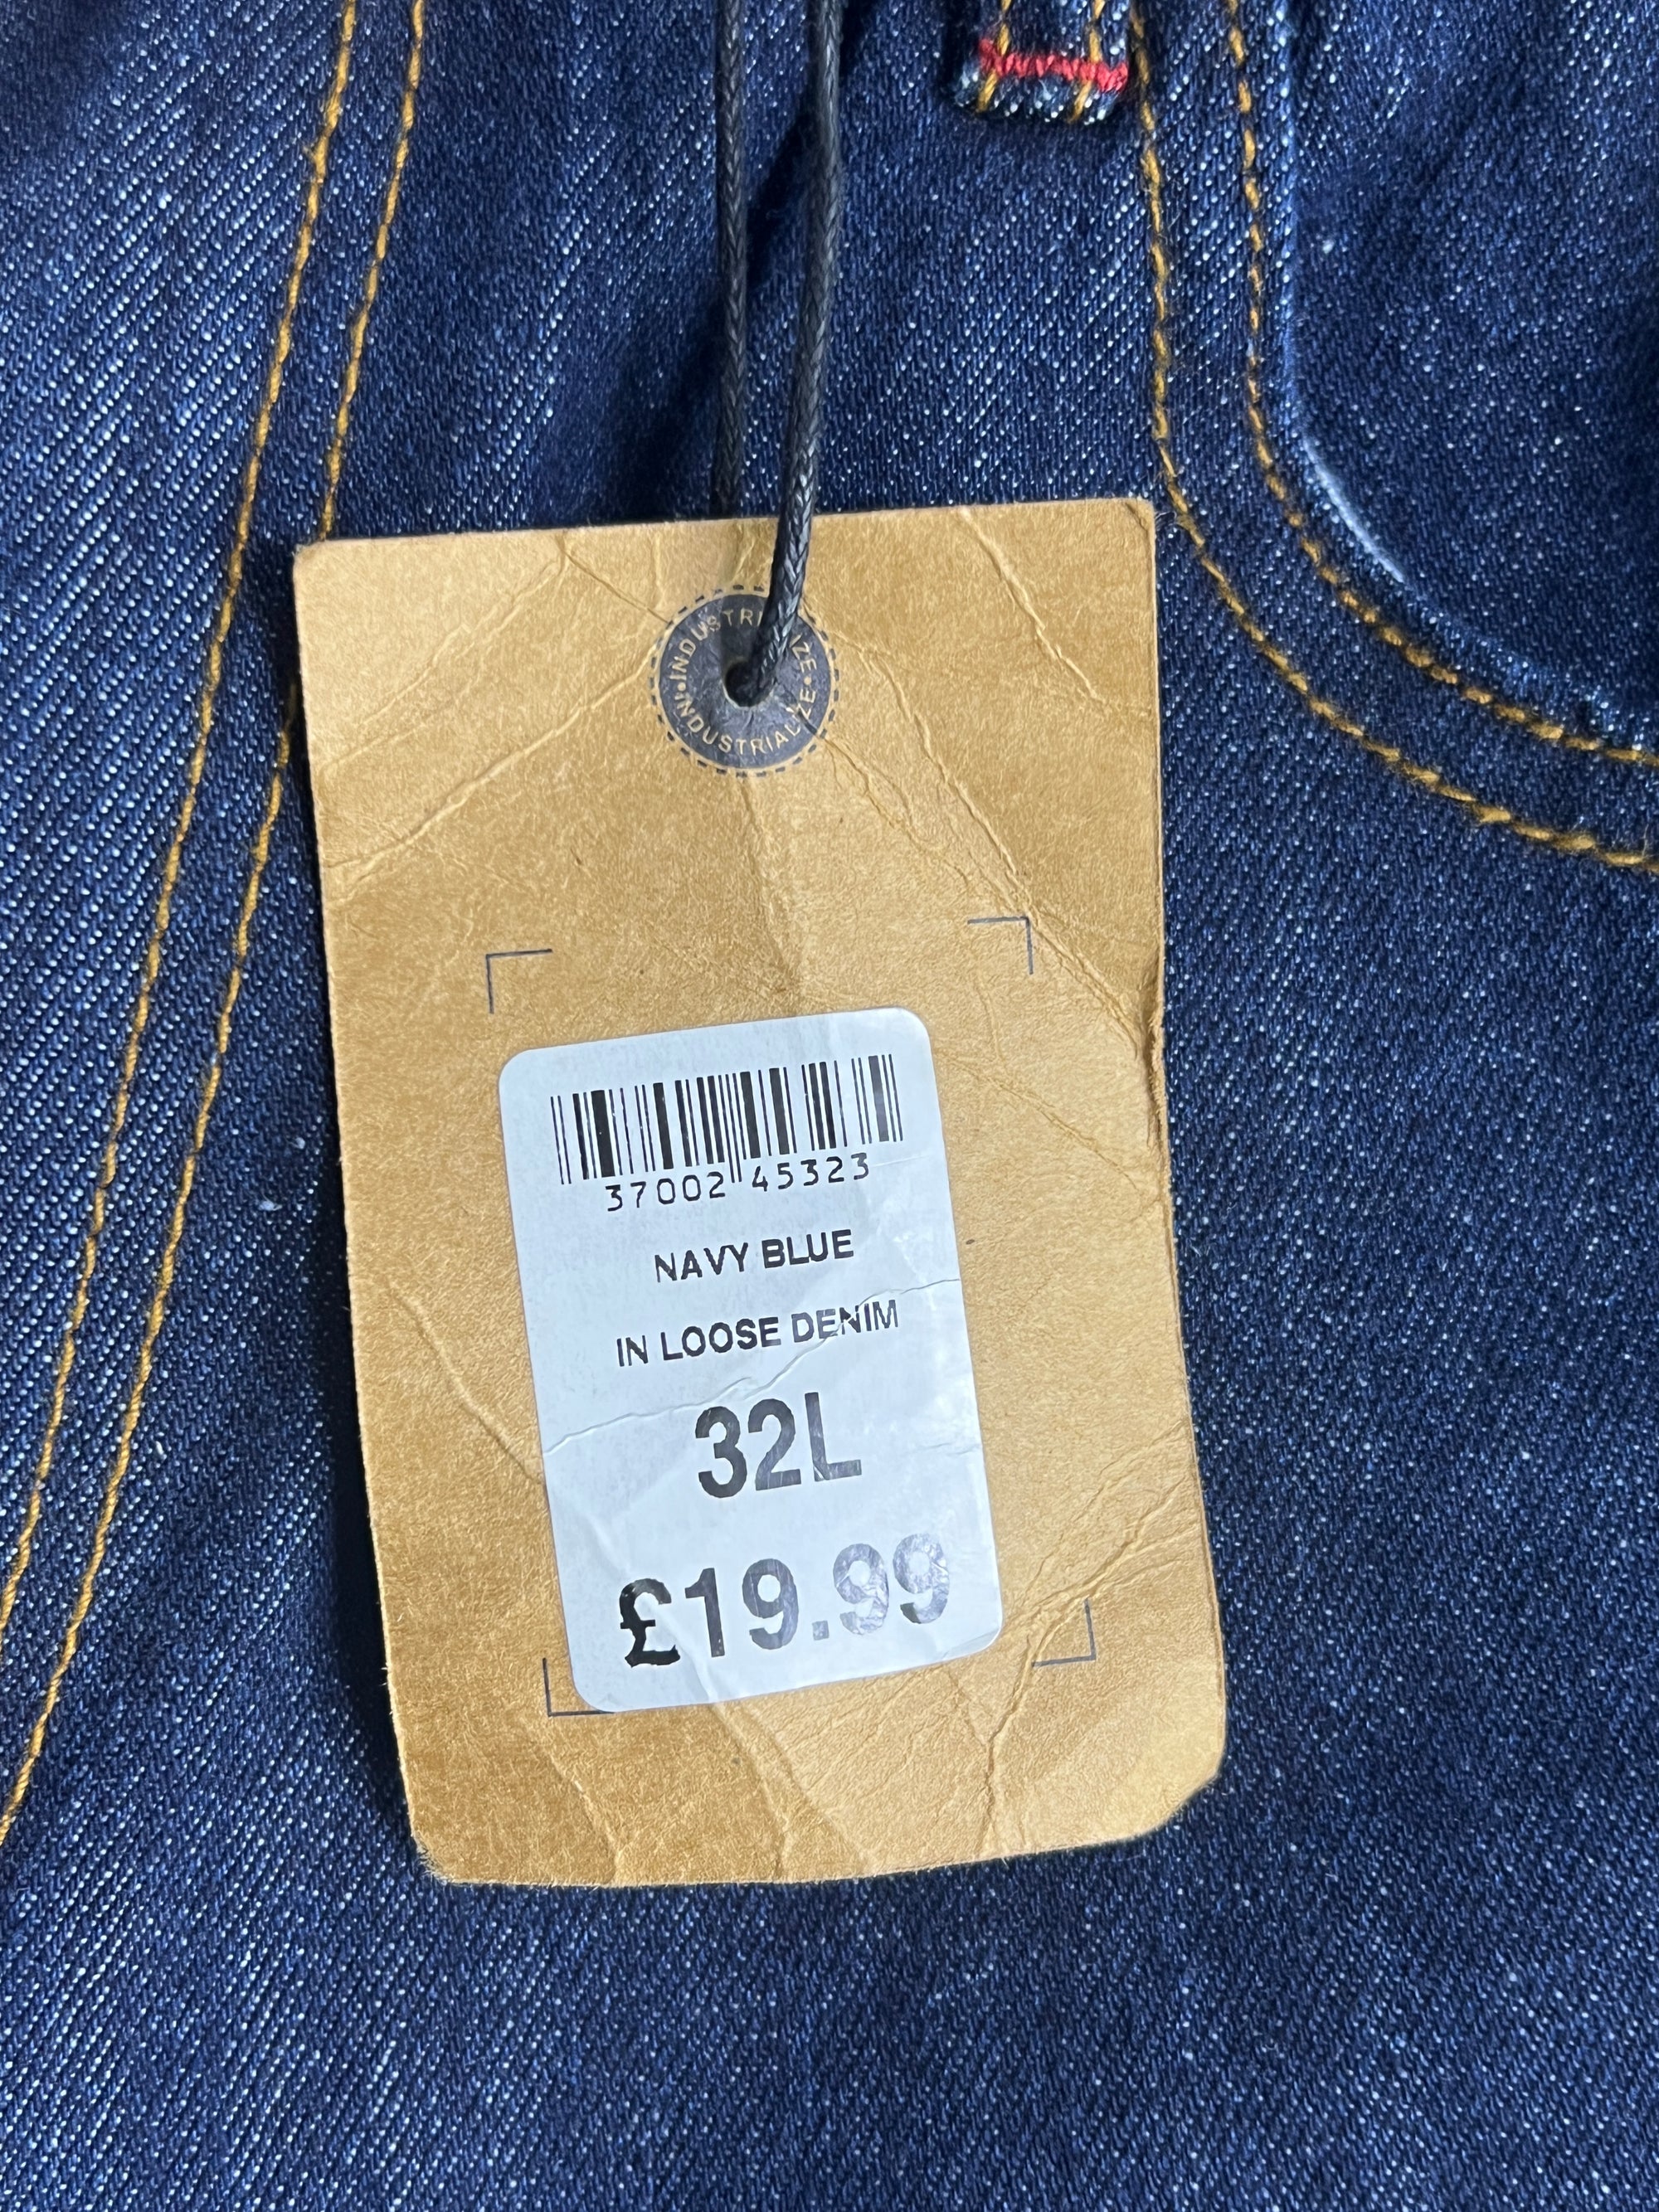 •INDUSTRIALIZE•
INDUSTRIALIZE
37002 45323
NAVY BLUE
IN LOOSE DENIM
32L
£19.99